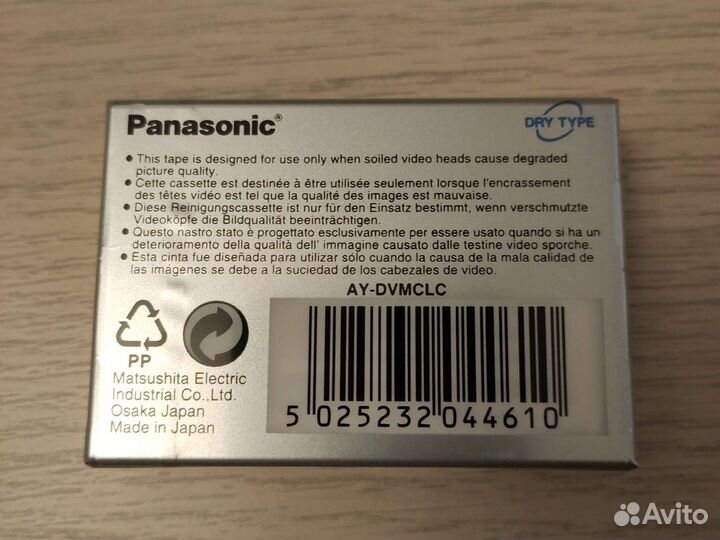 Panasonic®
DRY TYPE
• This tape is designed for use only when soiled video heads cause degraded
picture quality.
• Cette cassette est destinée à être utilisée seulement lorsque l'encrassement
des têtes vidéo est tel que la qualité des images est mauvaise.
• Diese Reinigungscassette ist nur für den Einsatz bestimmt, wenn verschmutzte
Videoköpfe die Bildqualität beeinträchtigen.
• Questo nastro stato è progettato esclusivamente per essere usato quando si ha un
deterioramento della qualità dell' immagine causato dalle testine video sporche.
• Esta cinta fue diseñada para utilizar sólo cuando la causa de la mala calidad de
las imágenes se debe a la suciedad de los cabezales de video.
AY-DVMCLC
PP
Matsushita Electric
Industrial Co.,Ltd.
Osaka Japan
Made in Japan
5 025232 044610
Avito